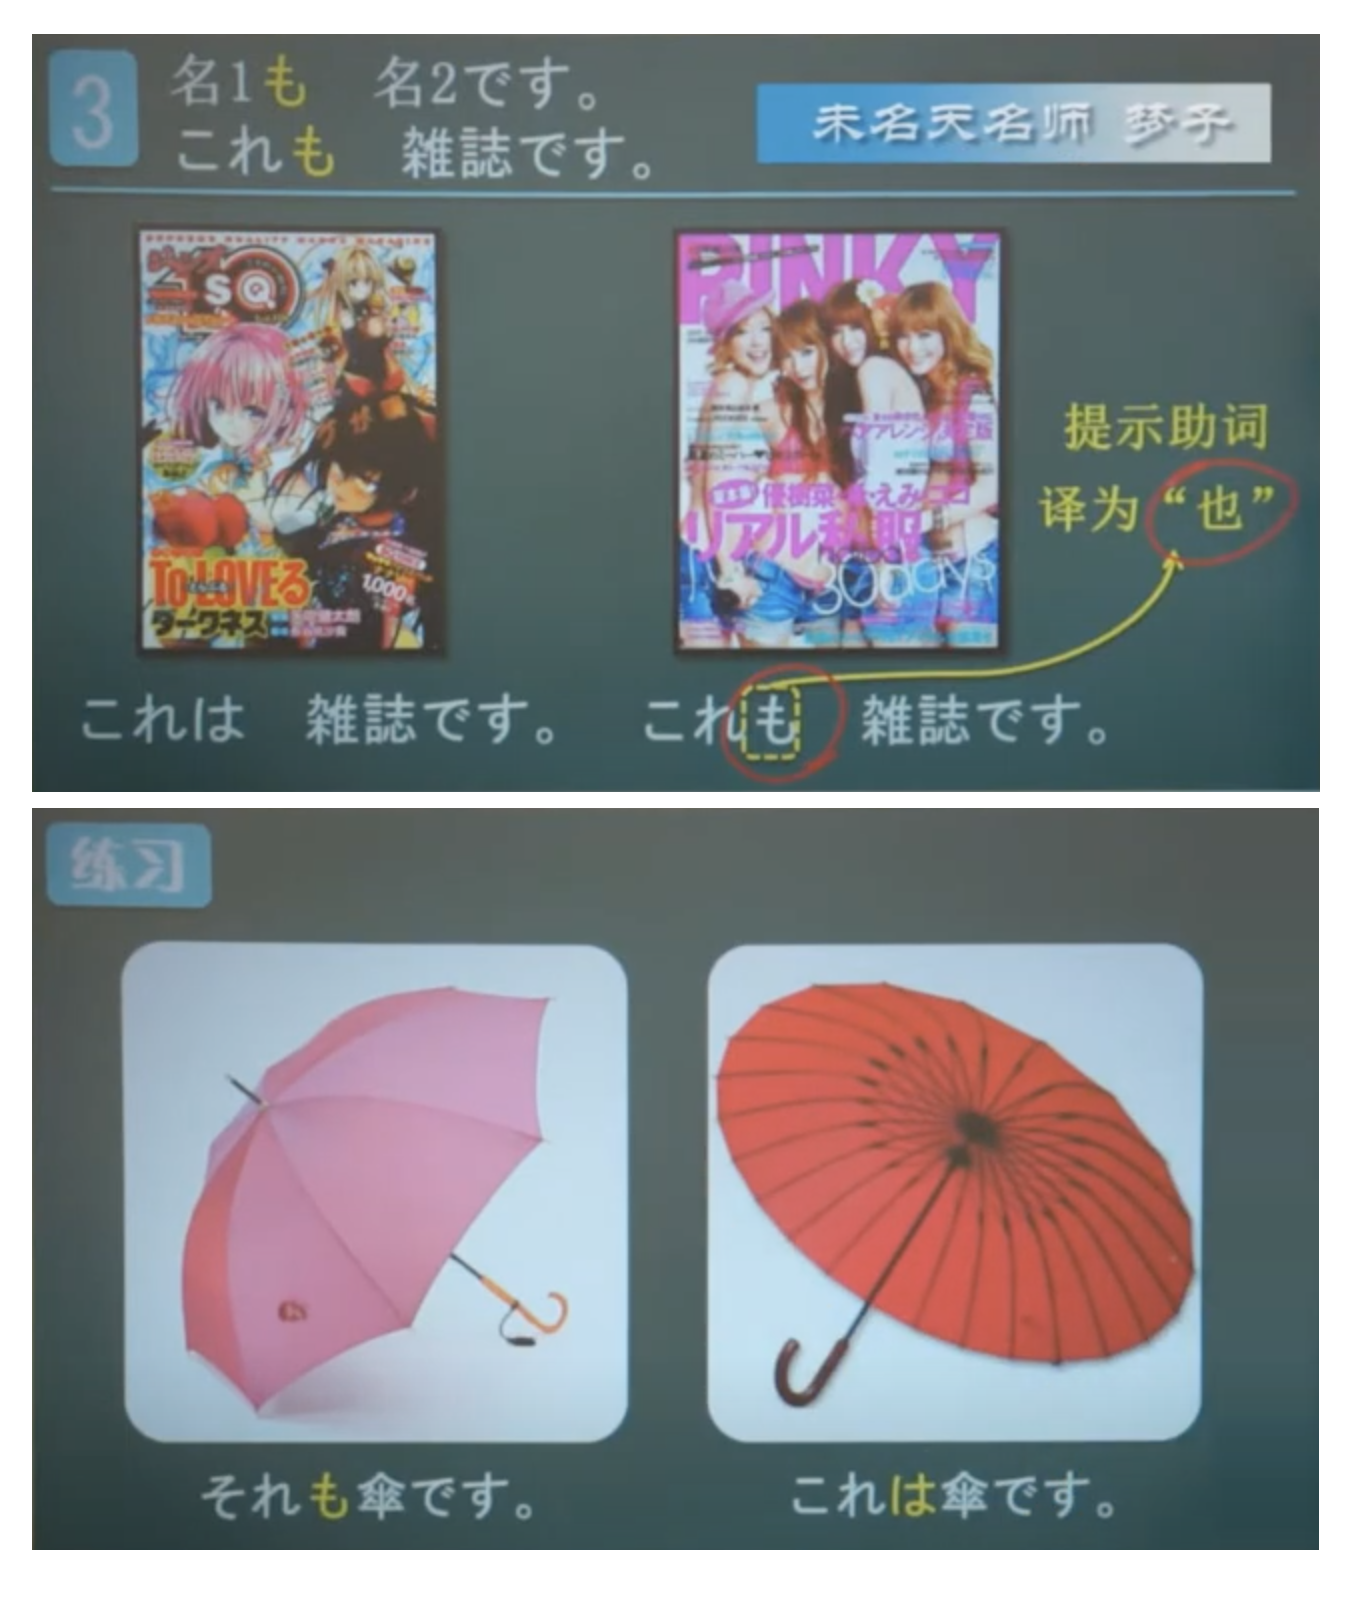 3
名1も 名2です。
これも 雑誌です。
未名天名师 梦子
SQ
PINKY
提示助词
译为“也”
リアル私服
30days
To LOVEる
ダークネス
1,000
これは 雑誌です。 これも 雑誌です。
练习
それも傘です。
これは傘です。